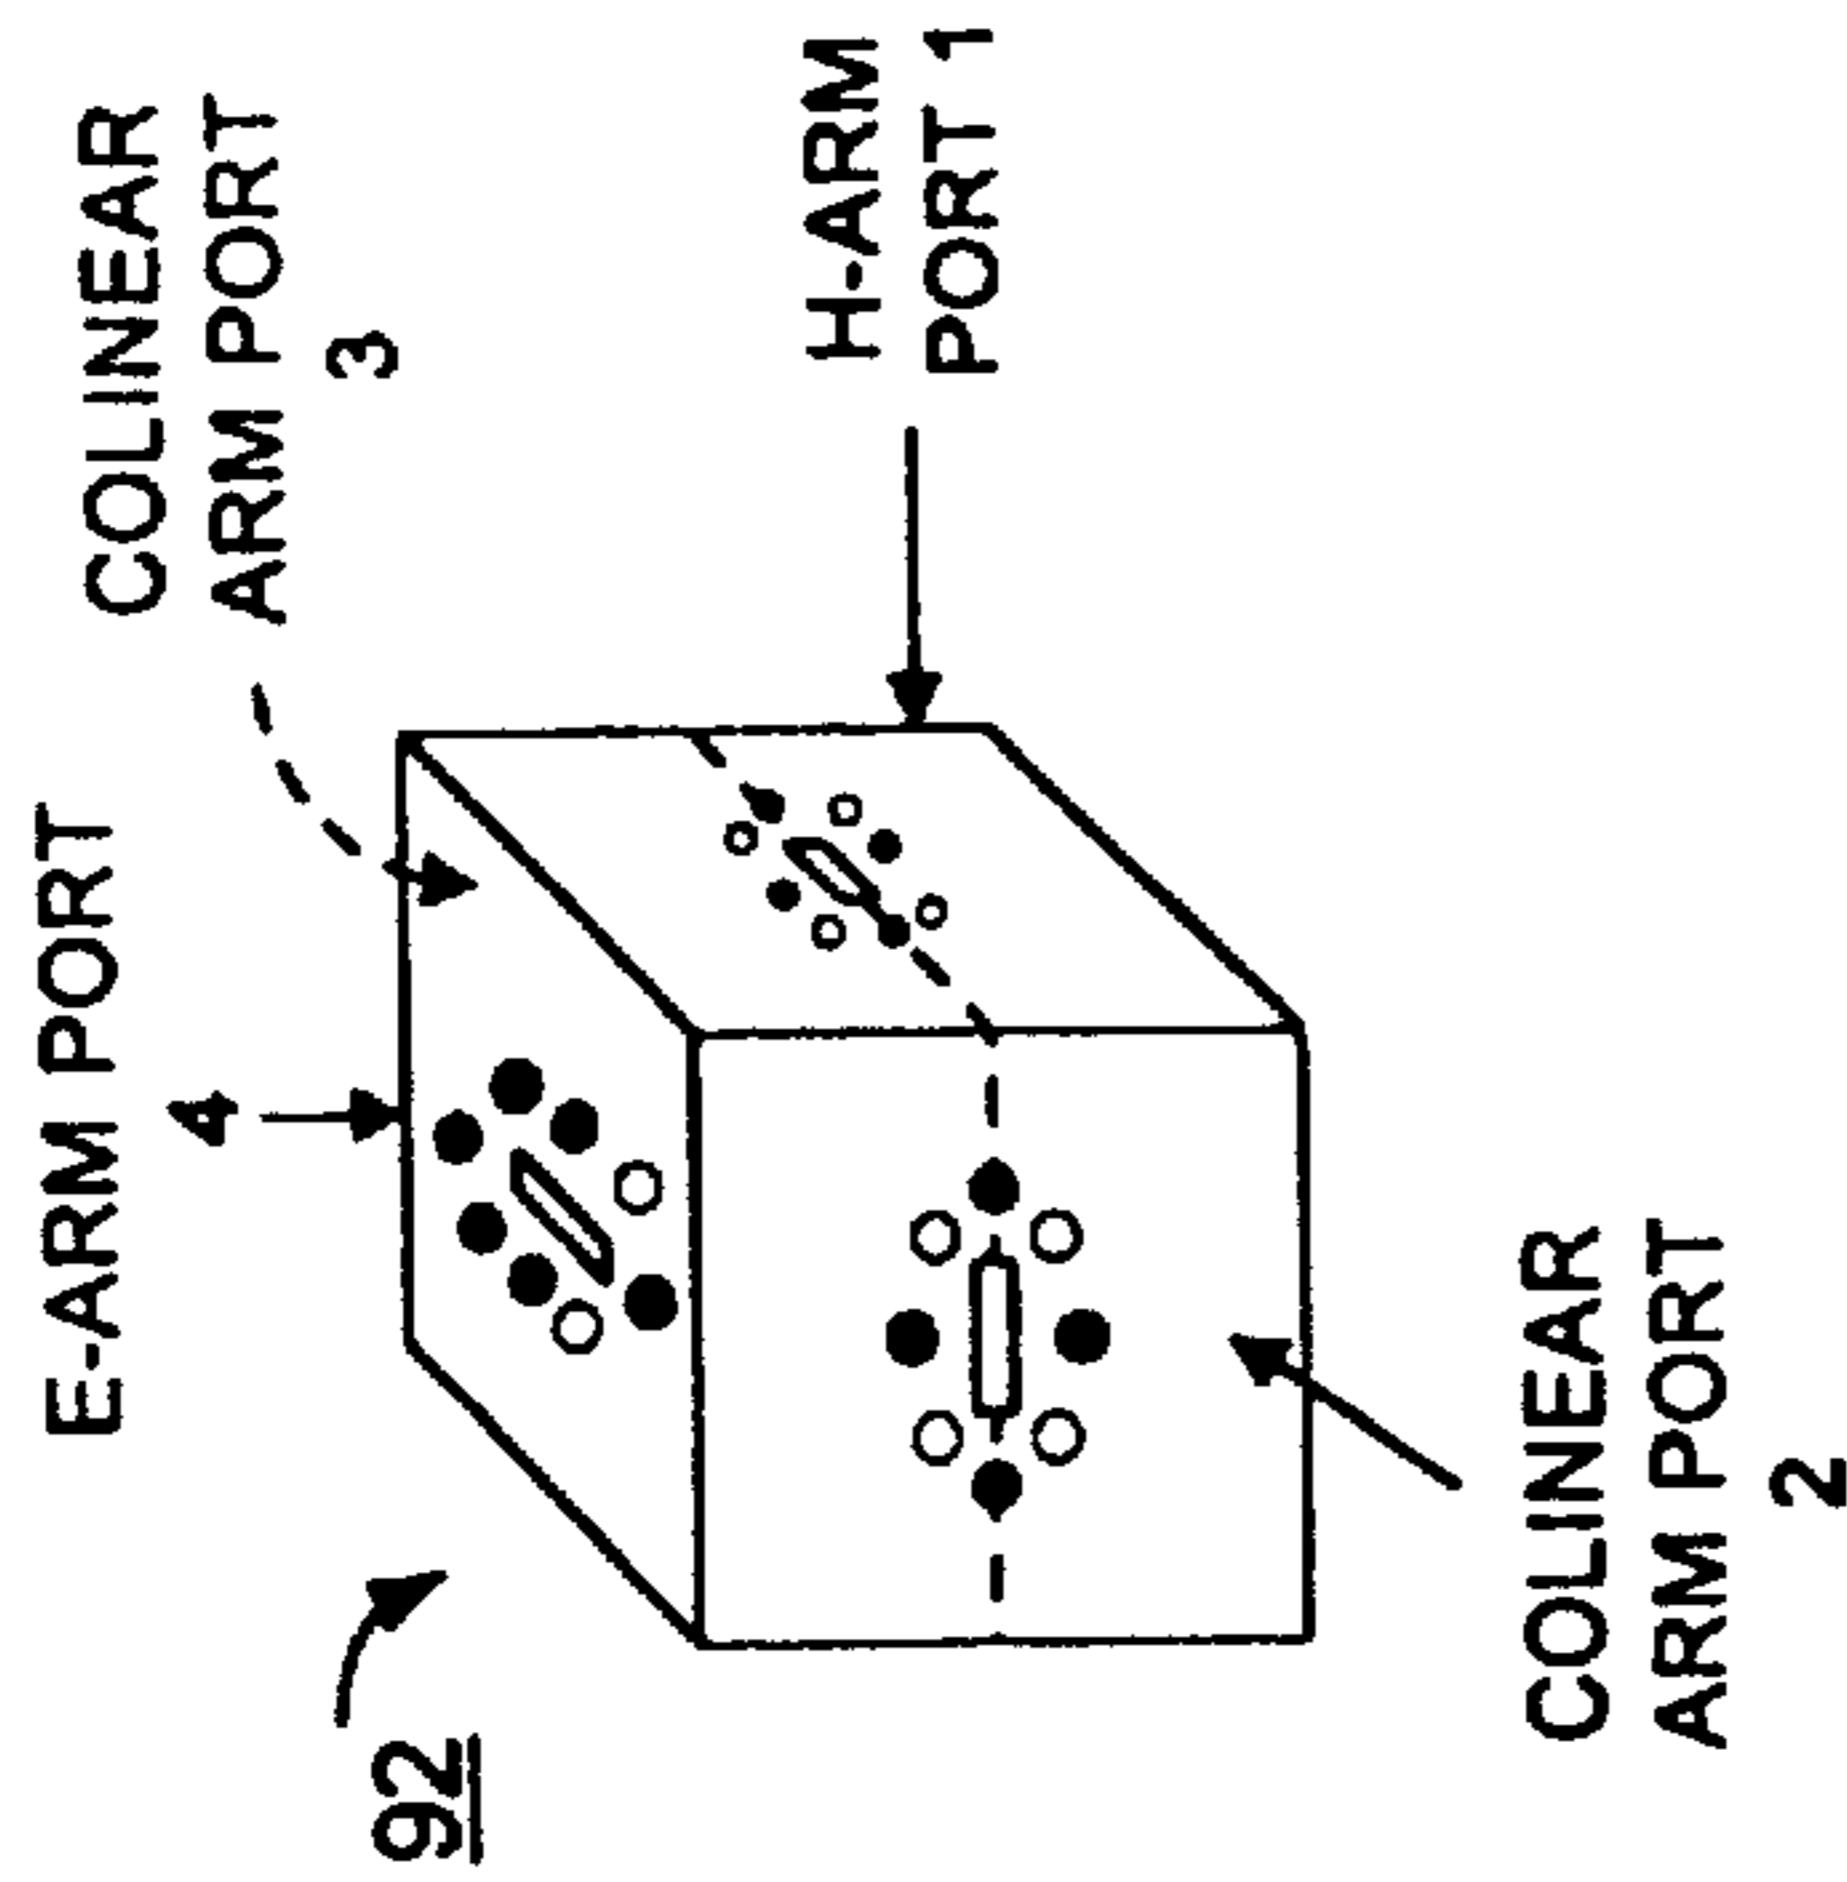 92
E-ARM PORT
4
COLINEAR
ARM PORT
3
H-ARM
PORT 1
COLINEAR
ARM PORT
2